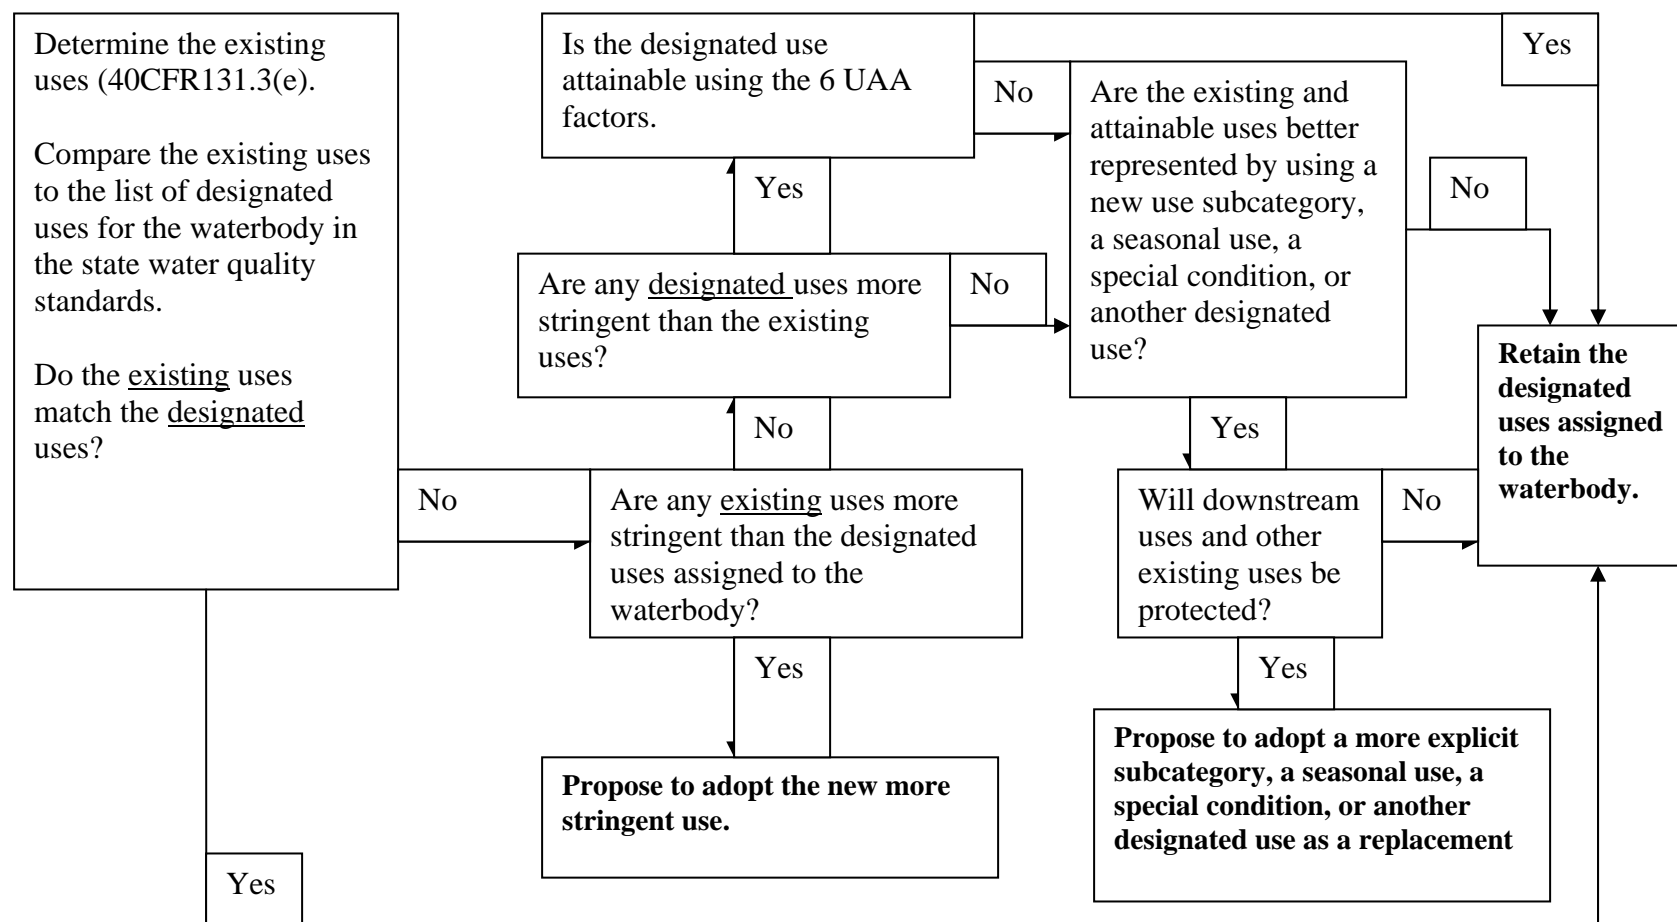 Determine the existing
uses (40CFR131.3(e).
Compare the existing uses
to the list of designated
uses for the waterbody in
the state water quality
standards.
Do the existing uses
match the designated
uses?
No
Yes
Are any existing uses more
stringent than the designated
uses assigned to the
waterbody?
Yes
Propose to adopt the new more
stringent use.
No
Are any designated uses more
stringent than the existing
uses?
No
Yes
Is the designated use
attainable using the 6 UAA
factors.
No
Yes
Are the existing and
attainable uses better
represented by using a
new use subcategory,
a seasonal use, a
special condition, or
another designated
use?
No
Yes
Will downstream
uses and other
existing uses be
protected?
No
Yes
Propose to adopt a more explicit
subcategory, a seasonal use, a
special condition, or another
designated use as a replacement
Retain the
designated
uses assigned
to the
waterbody.